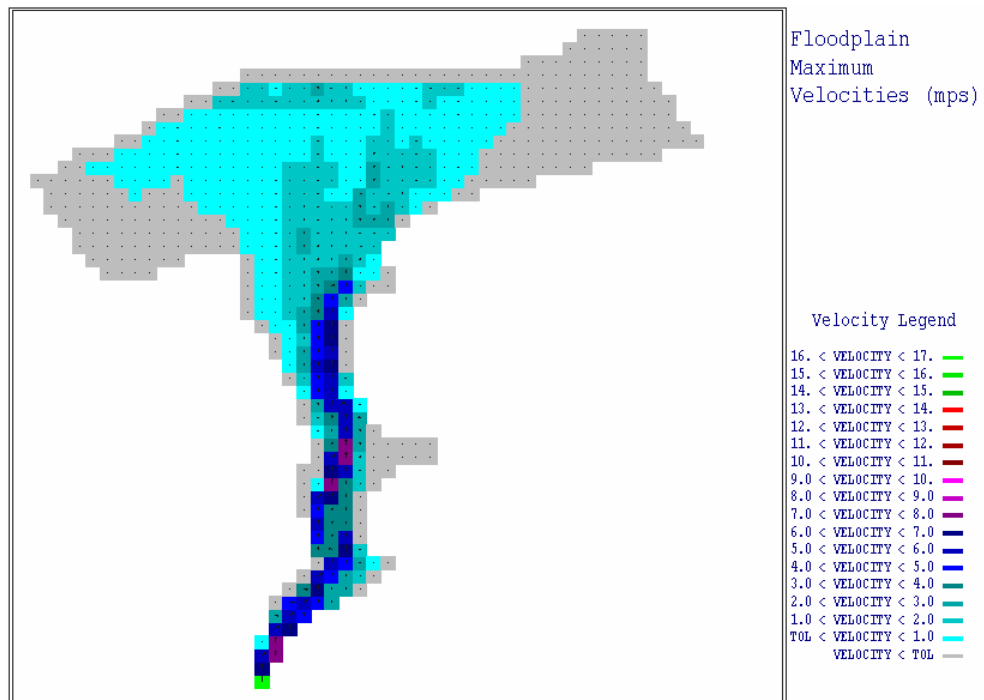 Floodplain
Maximum
Velocities (mps)
Velocity Legend
16. < VELOCITY < 17.
15. < VELOCITY < 16.
14. < VELOCITY < 15.
13. < VELOCITY < 14.
12. < VELOCITY < 13.
11. < VELOCITY < 12.
10. < VELOCITY < 11.
9.0 < VELOCITY < 10.
8.0 < VELOCITY < 9.0
7.0 < VELOCITY < 8.0
6.0 < VELOCITY < 7.0
5.0 < VELOCITY < 6.0
4.0 < VELOCITY < 5.0
3.0 < VELOCITY < 4.0
2.0 < VELOCITY < 3.0
1.0 < VELOCITY < 2.0
TOL < VELOCITY < 1.0
VELOCITY < TOL